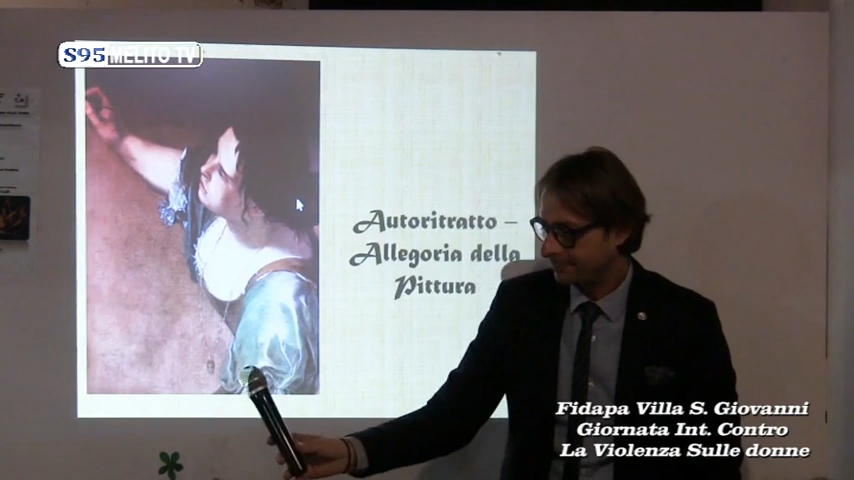 S95 MELITO TV
Autoritratto –
Allegoria della
Pittura
Fidapa Villa S. Giovanni
Giornata Int. Contro
La Violenza Sulle donne